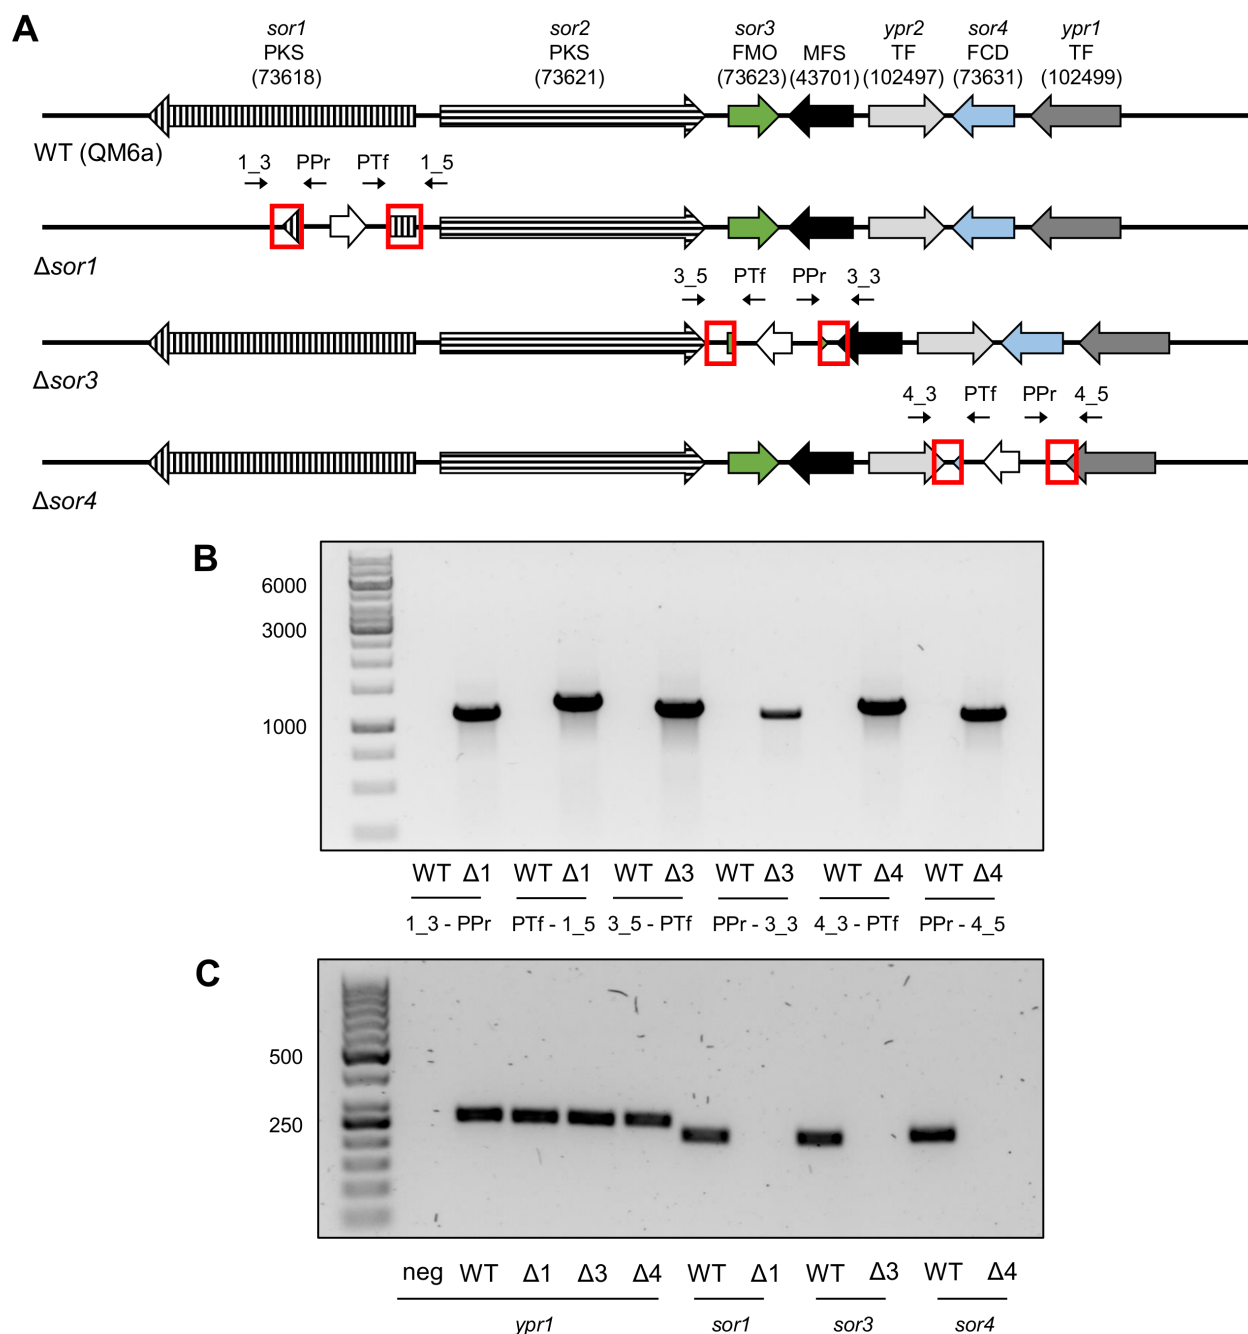 A
sor1 sor2 sor3 ypr2 sor4 ypr1
PKS PKS FMO MFS TF FCD TF
(73618) (73621) (73623) (43701) (102497) (73631) (102499)
WT (QM6a)
1_3 PPr PTf 1_5
Δsor1
3_5 PTf PPr 3_3
Δsor3
4_3 PTf PPr 4_5
Δsor4
B
6000
3000
1000
WT Δ1 WT Δ1 WT Δ3 WT Δ3 WT Δ4 WT Δ4
1_3 - PPr PTf - 1_5 3_5 - PTf PPr - 3_3 4_3 - PTf PPr - 4_5
C
500
250
neg WT Δ1 Δ3 Δ4 WT Δ1 WT Δ3 WT Δ4
ypr1 sor1 sor3 sor4